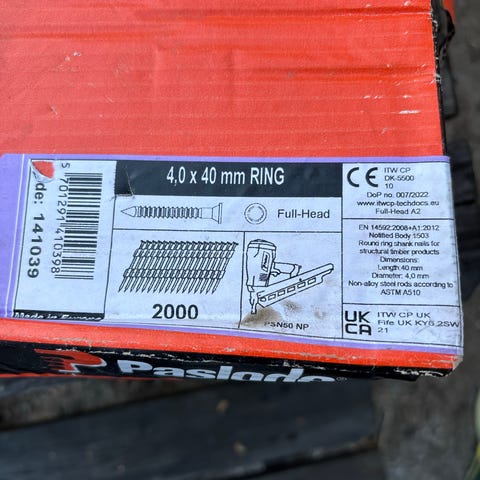 4,0 x 40 mm RING
Full-Head
2000
PSN50 NP
de: 141039
5 701291 410368
Made in Europe
CE
ITW CP
DK-5500
10
DoP no. 007/2022
www.itwcp-techdocs.eu
Full-Head A2
EN 14592:2008+A1:2012
Notified Body 1503
Round ring shank nails for
structural timber products
Dimensions:
Length:40 mm
Diameter: 4,0 mm
Non-alloy steel rods according to
ASTM A510
UK
CA
ITW CP UK
Fife UK KY6 2SW
21
Paslode®